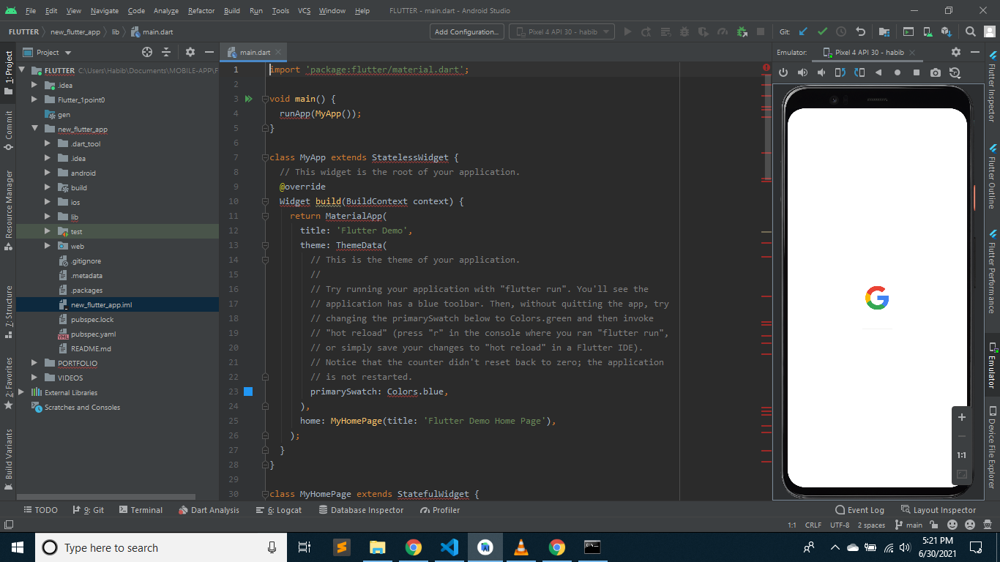 File Edit View Navigate Code Analyze Refactor Build Run Tools VCS Window Help FLUTTER - main.dart - Android Studio
FLUTTER new_flutter_app lib main.dart Add Configuration... Pixel 4 API 30 - habib Git:
Project main.dart Emulator: Pixel 4 API 30 - habib
1: Project
Commit
Resource Manager
7: Structure
2: Favorites
Build Variants
FLUTTER C:\Users\Habib\Documents\MOBILE-APP\F
.idea
Flutter_1point0
gen
new_flutter_app
.dart_tool
.idea
android
build
ios
lib
test
web
.gitignore
.metadata
.packages
new_flutter_app.iml
pubspec.lock
pubspec.yaml
README.md
PORTFOLIO
VIDEOS
External Libraries
Scratches and Consoles
1 import 'package:flutter/material.dart';
2
3 void main() {
4 runApp(MyApp());
5 }
6
7 class MyApp extends StatelessWidget {
8 // This widget is the root of your application.
9 @override
10 Widget build(BuildContext context) {
11 return MaterialApp(
12 title: 'Flutter Demo',
13 theme: ThemeData(
14 // This is the theme of your application.
15 //
16 // Try running your application with "flutter run". You'll see the
17 // application has a blue toolbar. Then, without quitting the app, try
18 // changing the primarySwatch below to Colors.green and then invoke
19 // "hot reload" (press "r" in the console where you ran "flutter run",
20 // or simply save your changes to "hot reload" in a Flutter IDE).
21 // Notice that the counter didn't reset back to zero; the application
22 // is not restarted.
23 primarySwatch: Colors.blue,
24 ),
25 home: MyHomePage(title: 'Flutter Demo Home Page'),
26 );
27 }
28 }
29
30 class MyHomePage extends StatefulWidget {
G
1:1
Flutter Inspector
Flutter Outline
Flutter Performance
Emulator
Device File Explorer
TODO 9: Git Terminal Dart Analysis 6: Logcat Database Inspector Profiler Event Log Layout Inspector
1:1 CRLF UTF-8 2 spaces main
Type here to search
5:21 PM
6/30/2021